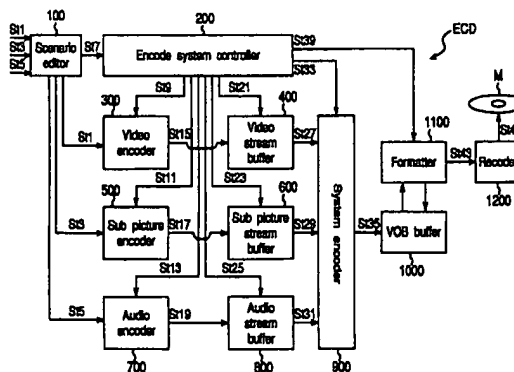 100
200
St1
St3
St5
Scenario
editor
St7
Encode system controller
St39
St33
ECD
St9
St21
300
400
M
St1
Video
encoder
St15
Video
stream
buffer
St27
1100
Formatter
St43
Recoder
1200
St11
St23
500
600
St3
Sub picture
encoder
St17
Sub picture
stream
buffer
St29
System encoder
St35
VOB buffer
1000
St13
St25
St5
Audio
encoder
St19
Audio
stream
buffer
St31
700
800
900